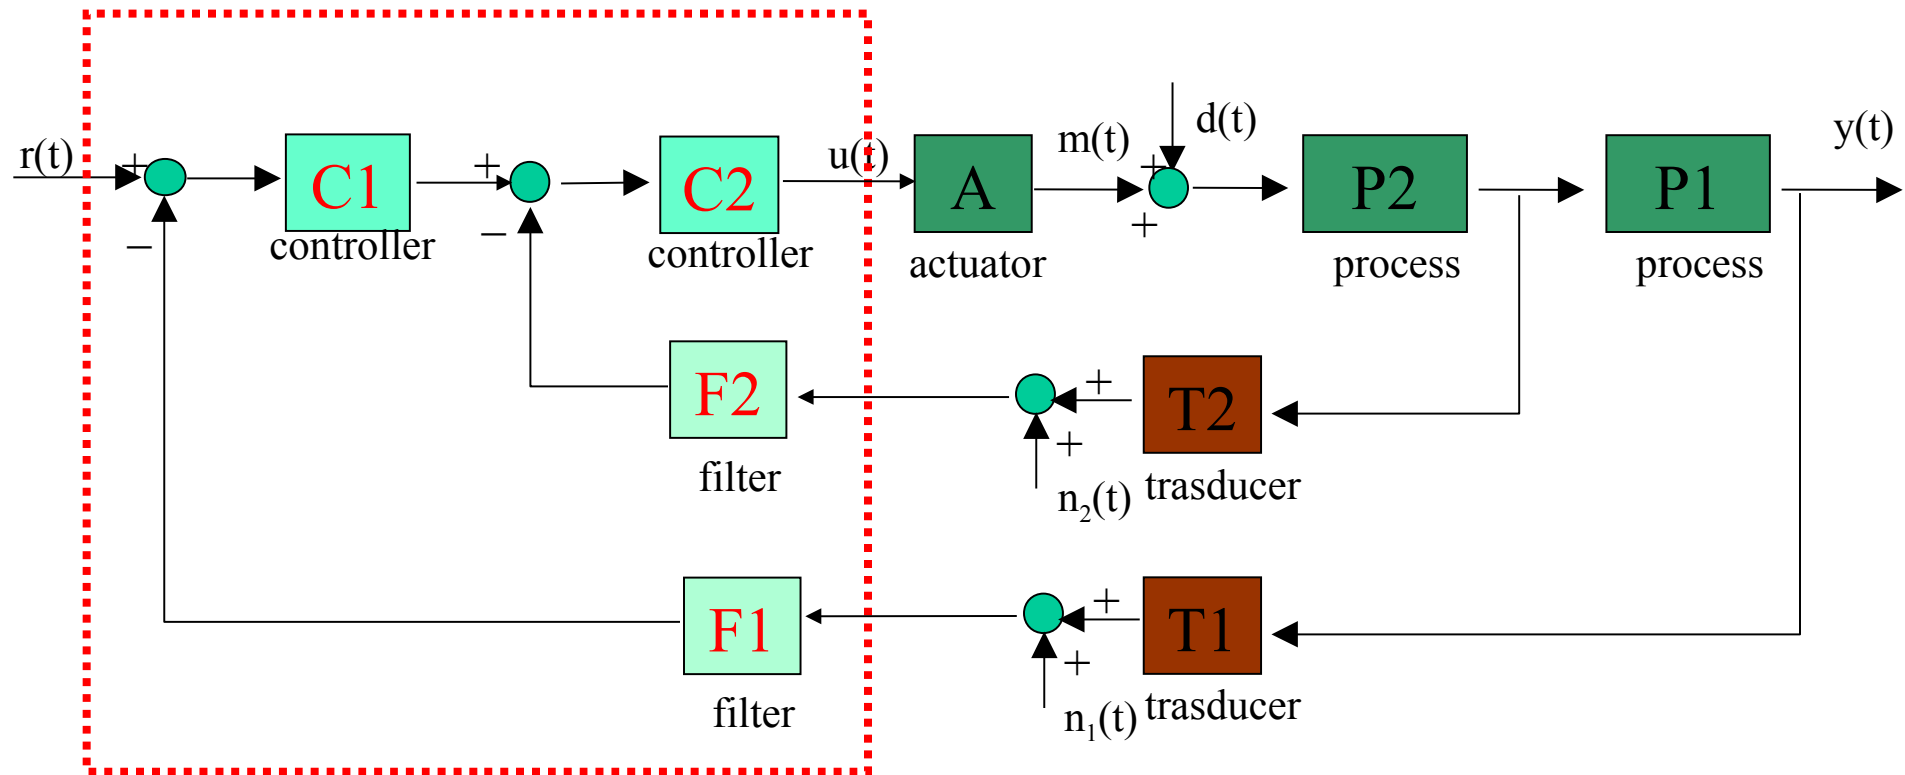 r(t)
+
−
C1
controller
+
−
C2
controller
u(t)
A
actuator
m(t)
d(t)
+
+
P2
process
P1
process
y(t)
F2
filter
+
+
n₂(t)
T2
trasducer
F1
filter
+
+
n₁(t)
T1
trasducer